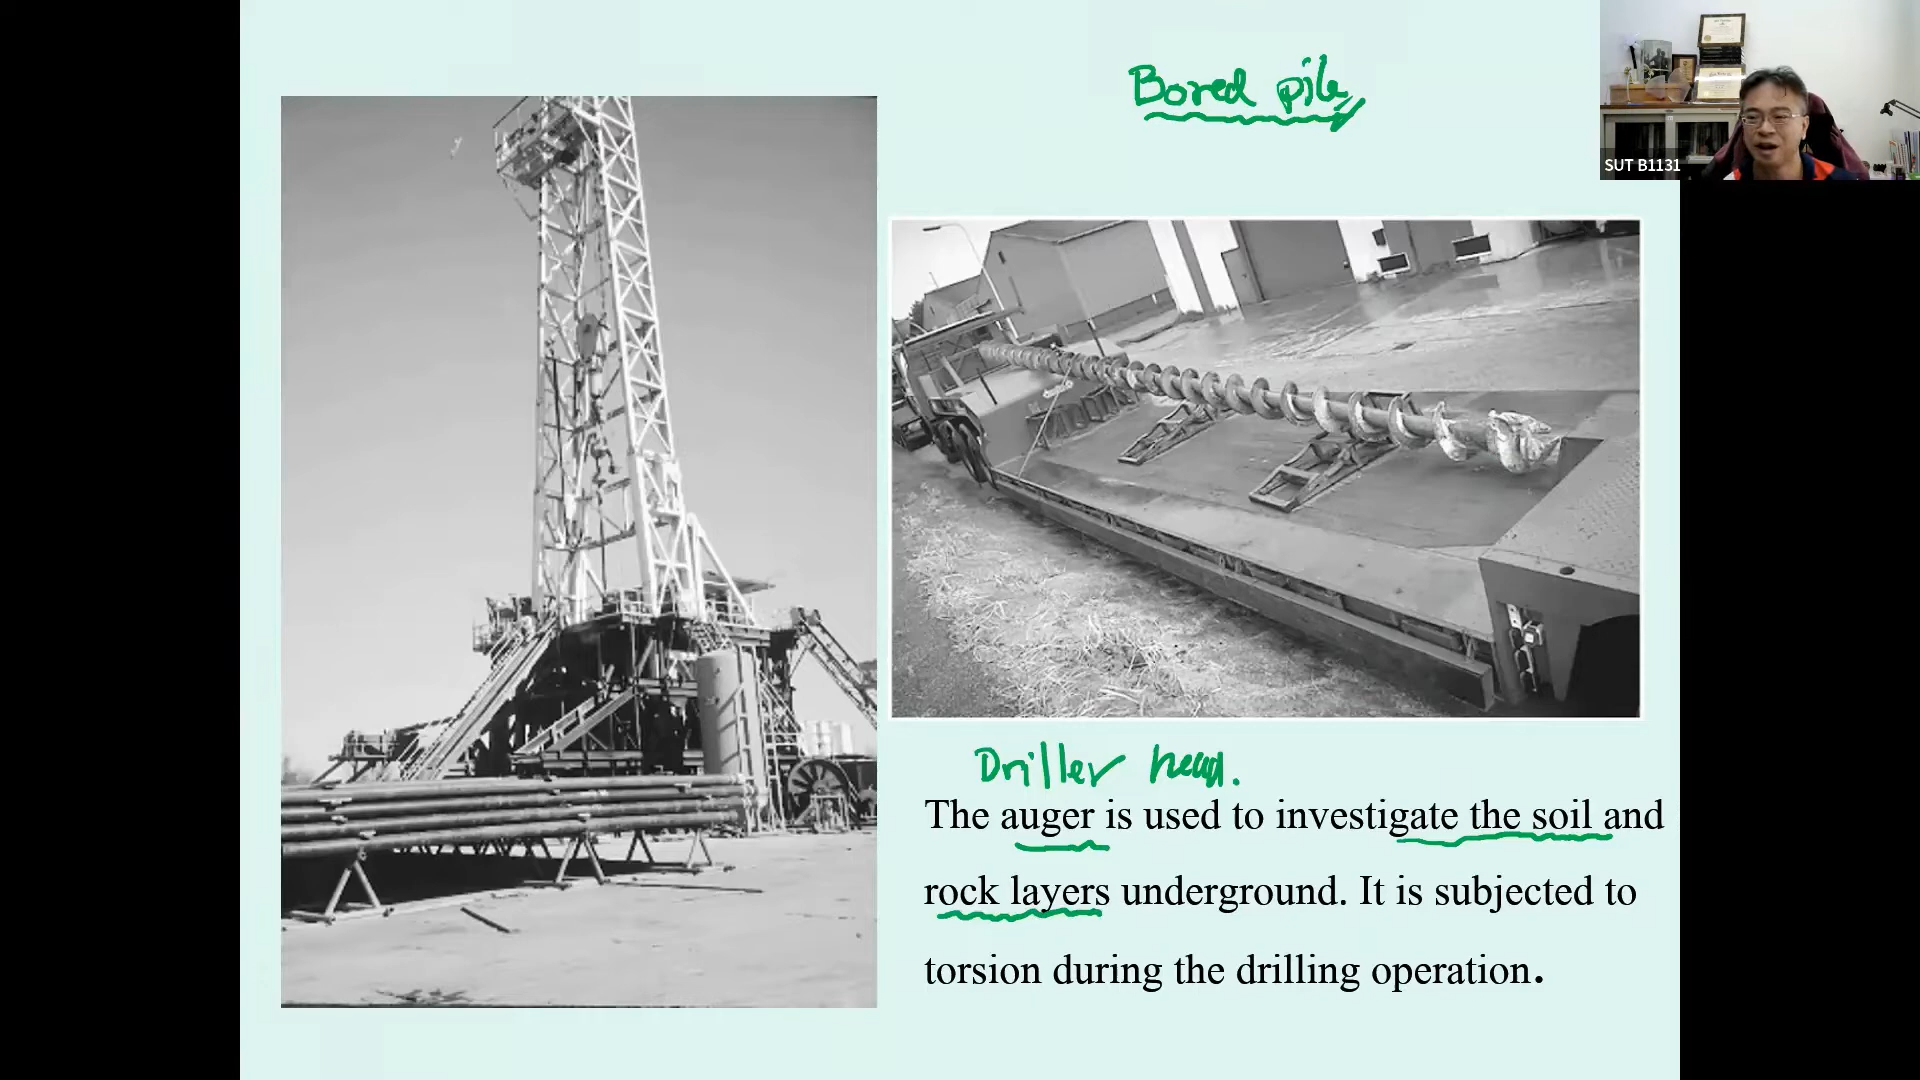 Bored pile
SUT B1131
Driller head.
The auger is used to investigate the soil and
rock layers underground. It is subjected to
torsion during the drilling operation.